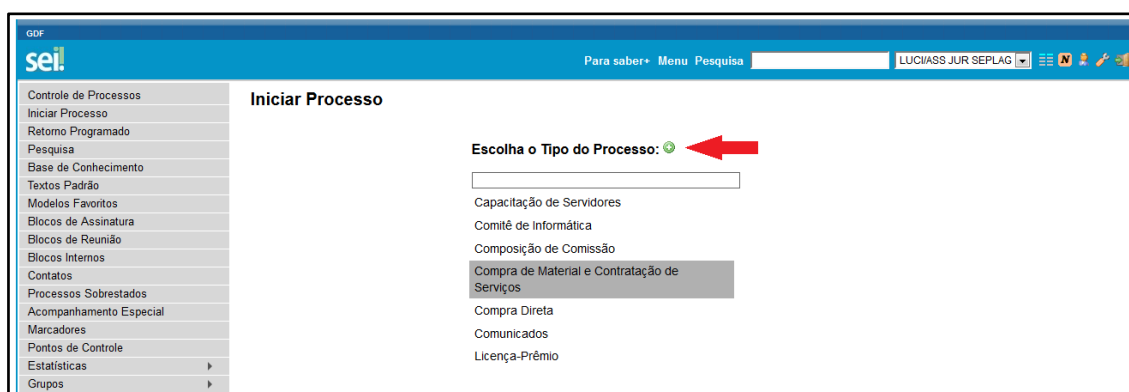 GDF
sei!
Para saber+ Menu Pesquisa
LUCI/ASS JUR SEPLAG
N
Controle de Processos
Iniciar Processo
Retorno Programado
Pesquisa
Base de Conhecimento
Textos Padrão
Modelos Favoritos
Blocos de Assinatura
Blocos de Reunião
Blocos Internos
Contatos
Processos Sobrestados
Acompanhamento Especial
Marcadores
Pontos de Controle
Estatísticas
Grupos
Iniciar Processo
Escolha o Tipo do Processo:
Capacitação de Servidores
Comitê de Informática
Composição de Comissão
Compra de Material e Contratação de
Serviços
Compra Direta
Comunicados
Licença-Prêmio